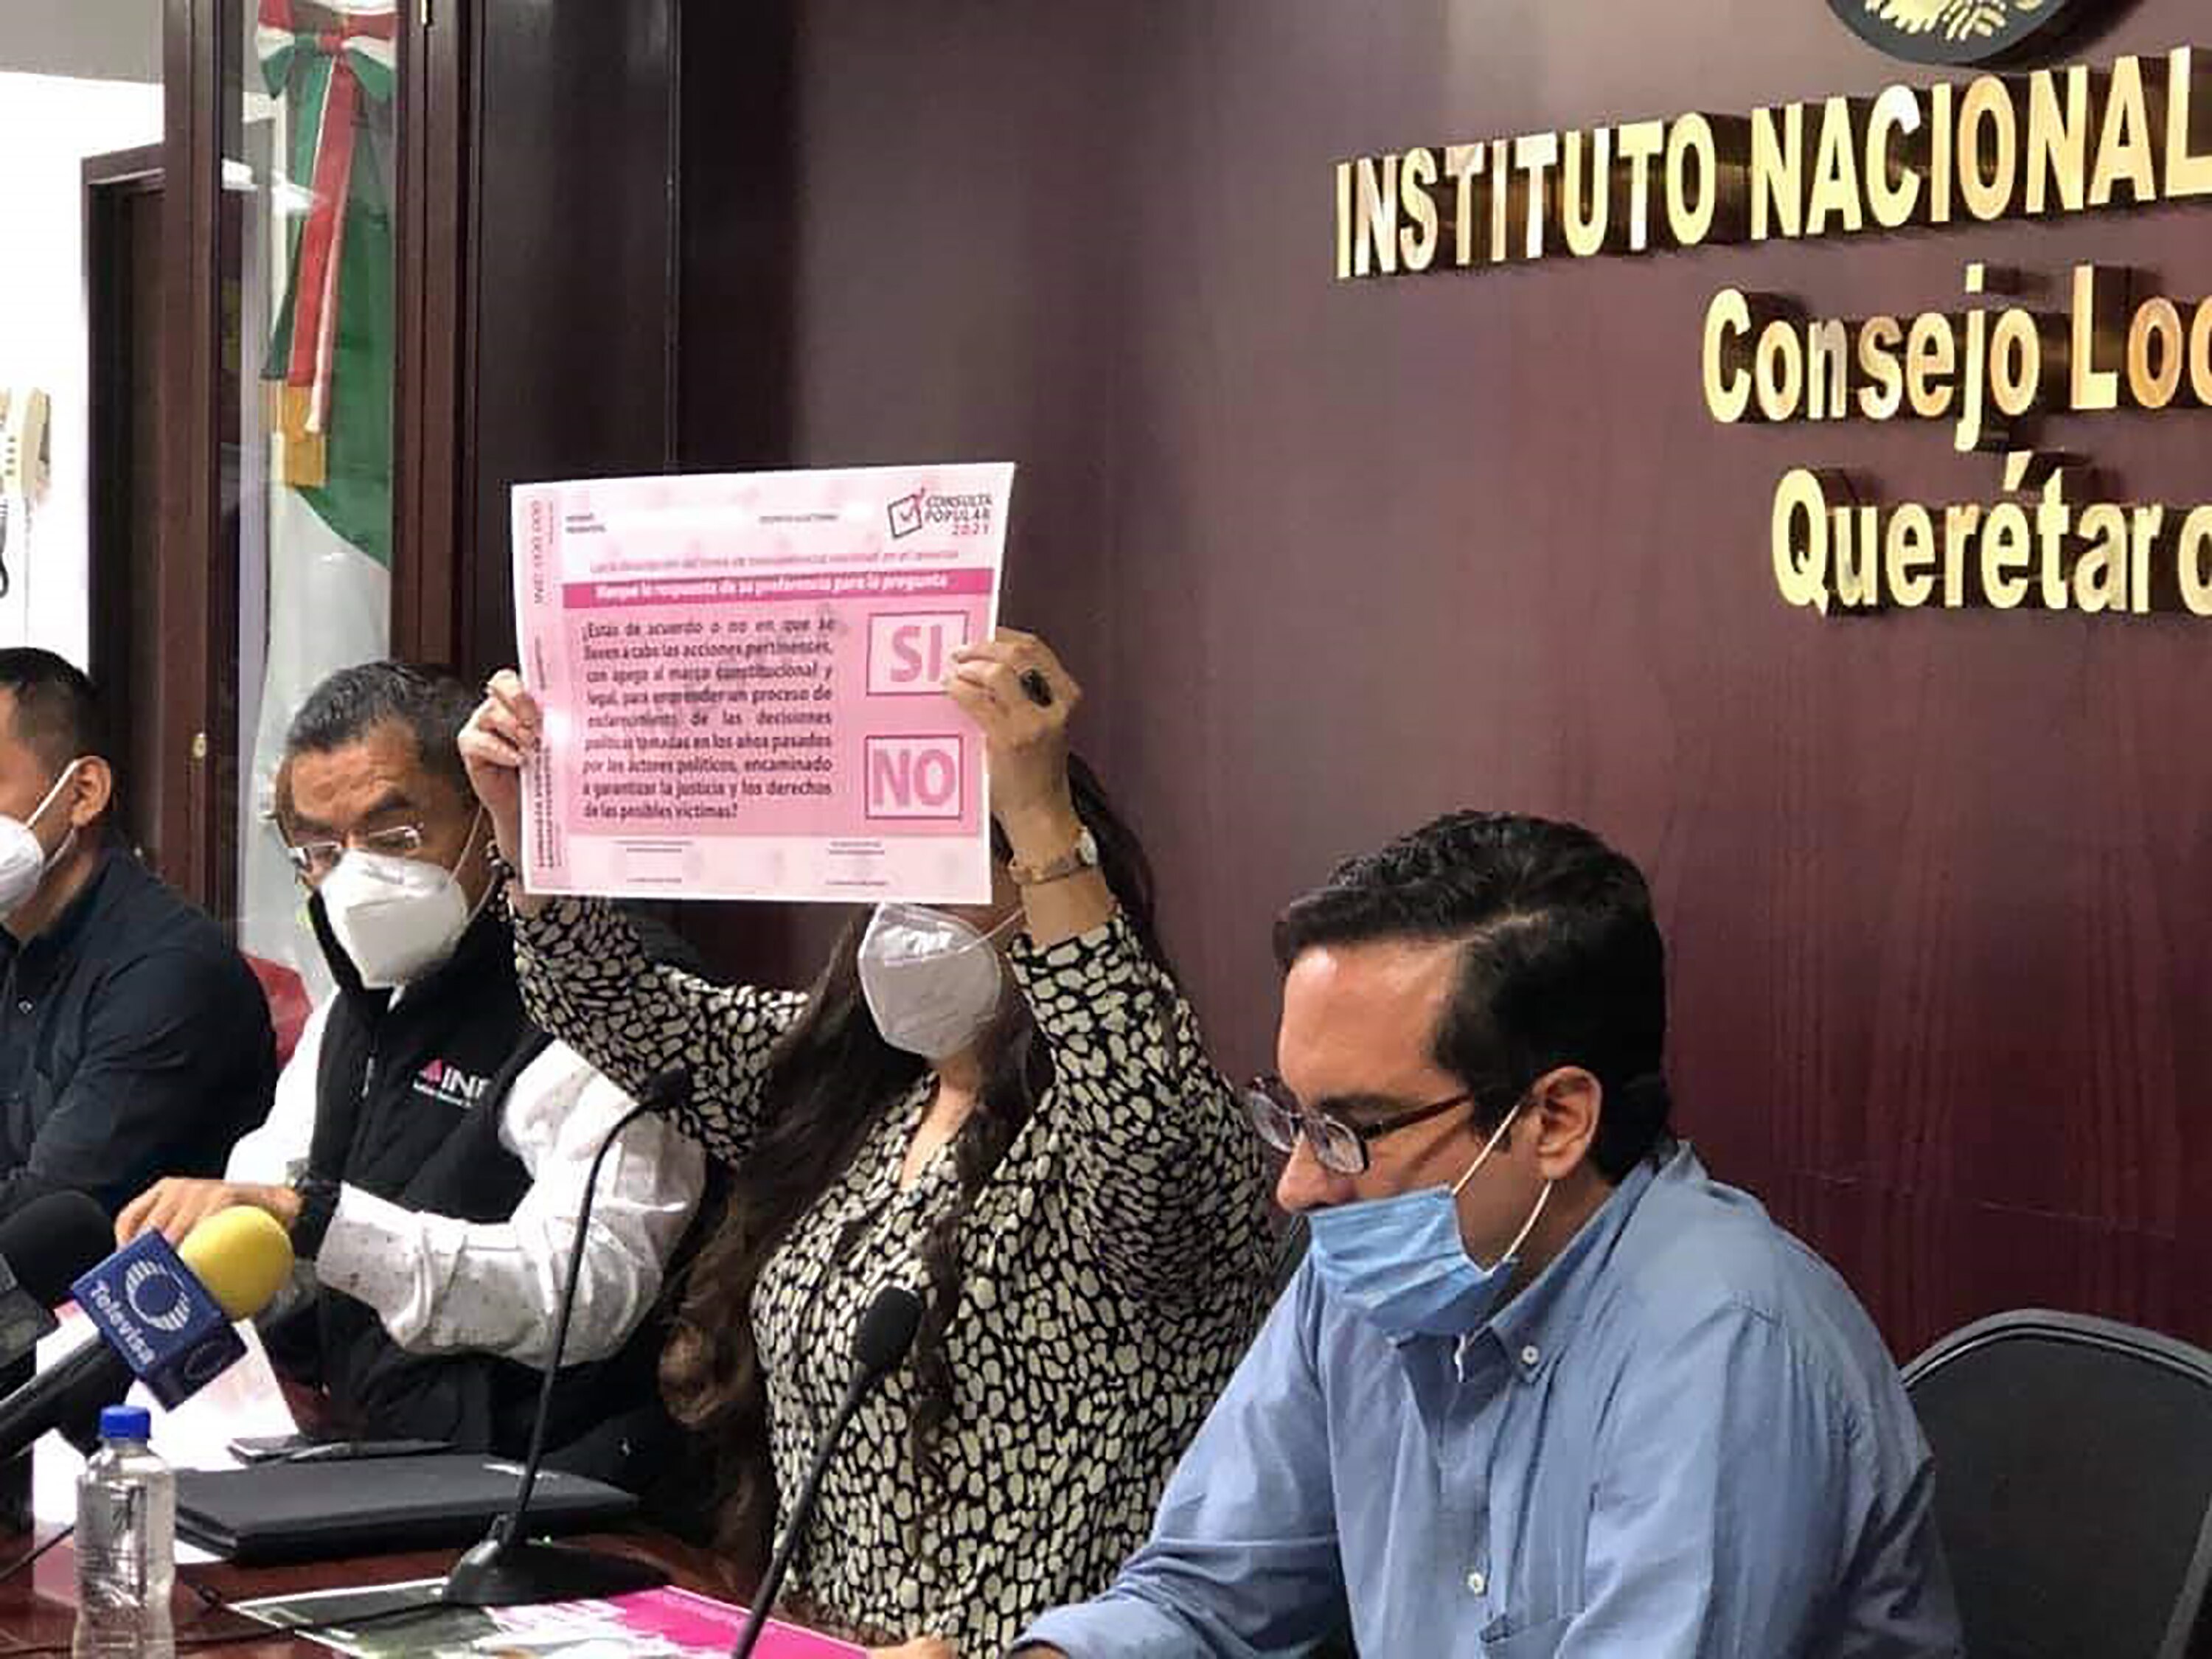 INSTITUTO NACIONAL
Consejo Loc
Querétaro
CONSULTA
POPULAR
2021
Marque la respuesta de su preferencia para la pregunta
¿Estás de acuerdo o no en que se
lleven a cabo las acciones pertinentes,
con apego al marco constitucional y
legal, para emprender un proceso de
esclarecimiento de las decisiones
políticas tomadas en los años pasados
por los actores políticos, encaminado
a garantizar la justicia y los derechos
de las posibles víctimas?
SI
NO
INE
Televisa